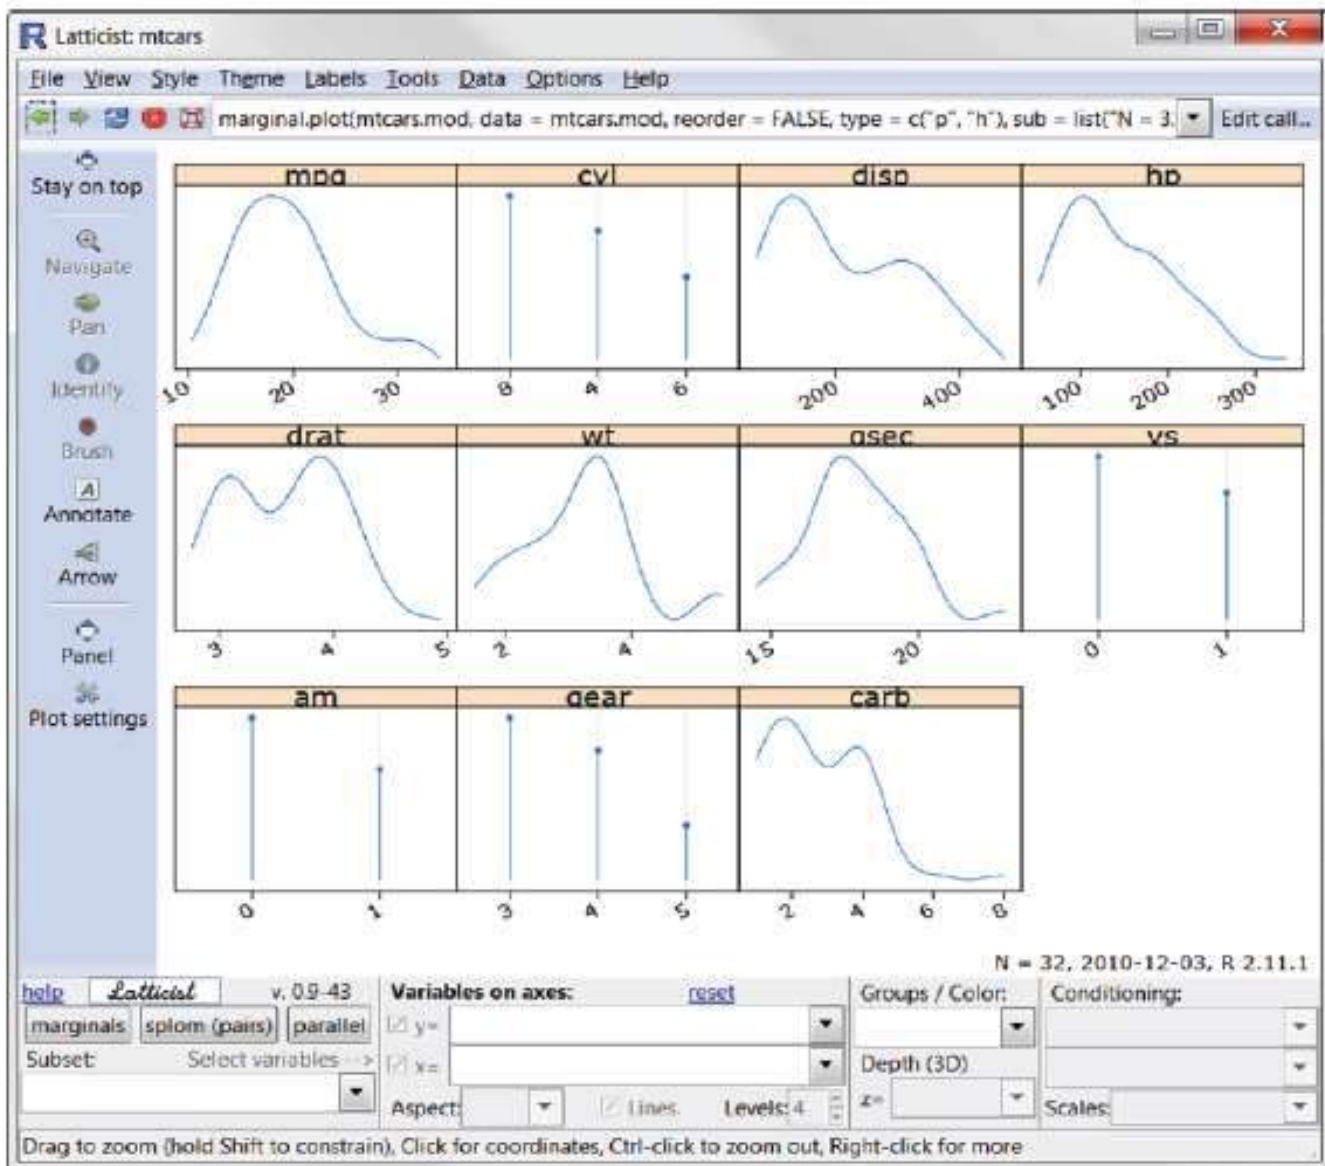 R Latticist: mtcars
File View Style Theme Labels Tools Data Options Help
marginal.plot(mtcars.mod, data = mtcars.mod, reorder = FALSE, type = c("p", "h"), sub = list("N = 3. Edit call...
Stay on top
Navigate
Pan
Identify
Brush
A
Annotate
Arrow
Panel
Plot settings
mpg cyl disp hp
10 20 30 8 4 6 200 400 100 200 300
drat wt qsec vs
3 4 5 2 4 15 20 0 1
am gear carb
0 1 3 4 5 2 4 6 8
N = 32, 2010-12-03, R 2.11.1
help Latticist v. 0.9-43 Variables on axes: reset Groups / Color: Conditioning:
marginals splom (pairs) parallel y=
Subset: Select variables --> x= Depth (3D)
Aspect: Lines. Levels: 4 z= Scales:
Drag to zoom (hold Shift to constrain), Click for coordinates, Ctrl-click to zoom out, Right-click for more